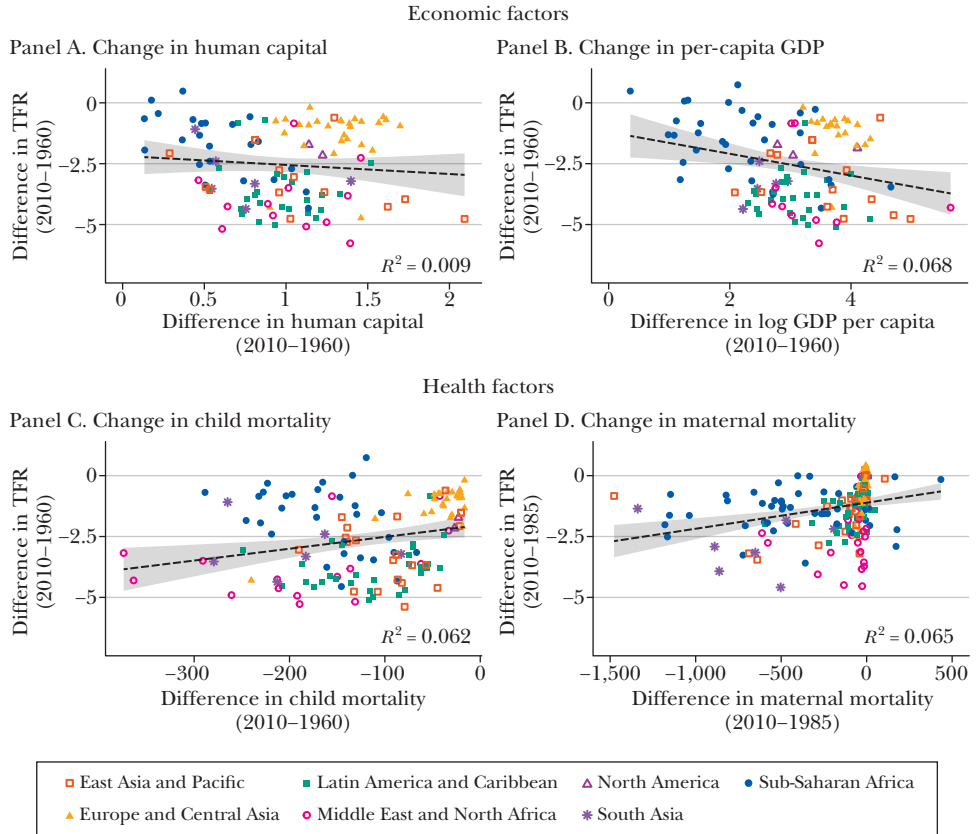 Economic factors
Panel A. Change in human capital
Panel B. Change in per-capita GDP
Difference in TFR
(2010–1960)
0
−2.5
−5
R² = 0.009
0 0.5 1 1.5 2
Difference in human capital
(2010–1960)
Difference in TFR
(2010–1960)
0
−2.5
−5
R² = 0.068
0 2 4
Difference in log GDP per capita
(2010–1960)
Health factors
Panel C. Change in child mortality
Panel D. Change in maternal mortality
Difference in TFR
(2010–1960)
0
−2.5
−5
R² = 0.062
−300 −200 −100 0
Difference in child mortality
(2010–1960)
Difference in TFR
(2010–1985)
0
−2.5
−5
R² = 0.065
−1,500 −1,000 −500 0 500
Difference in maternal mortality
(2010–1985)
East Asia and Pacific Latin America and Caribbean North America Sub-Saharan Africa
Europe and Central Asia Middle East and North Africa South Asia